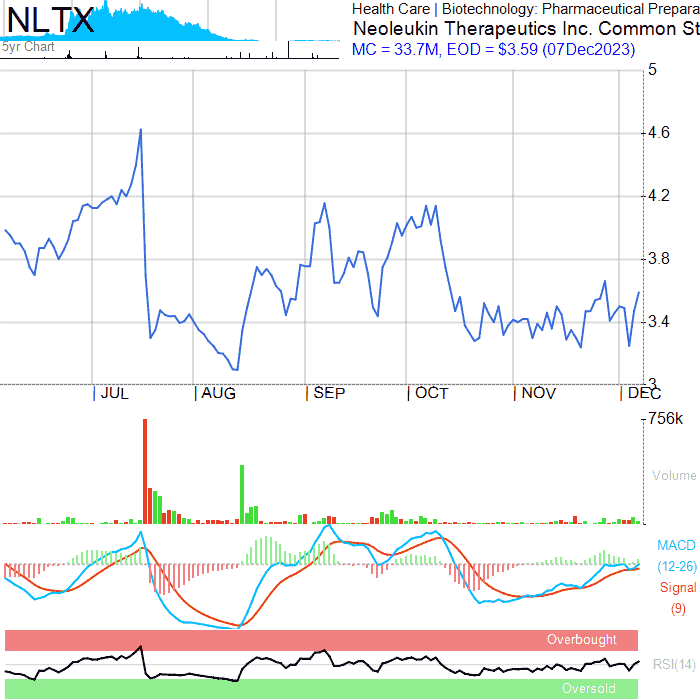 NLTX
Health Care | Biotechnology: Pharmaceutical Prepara
Neoleukin Therapeutics Inc. Common St
5yr Chart
MC = 33.7M, EOD = $3.59 (07Dec2023)
5
4.6
4.2
3.8
3.4
3
JUL AUG SEP OCT NOV DEC
756k
Volume
MACD
(12-26)
Signal
(9)
Overbought
RSI(14)
Oversold